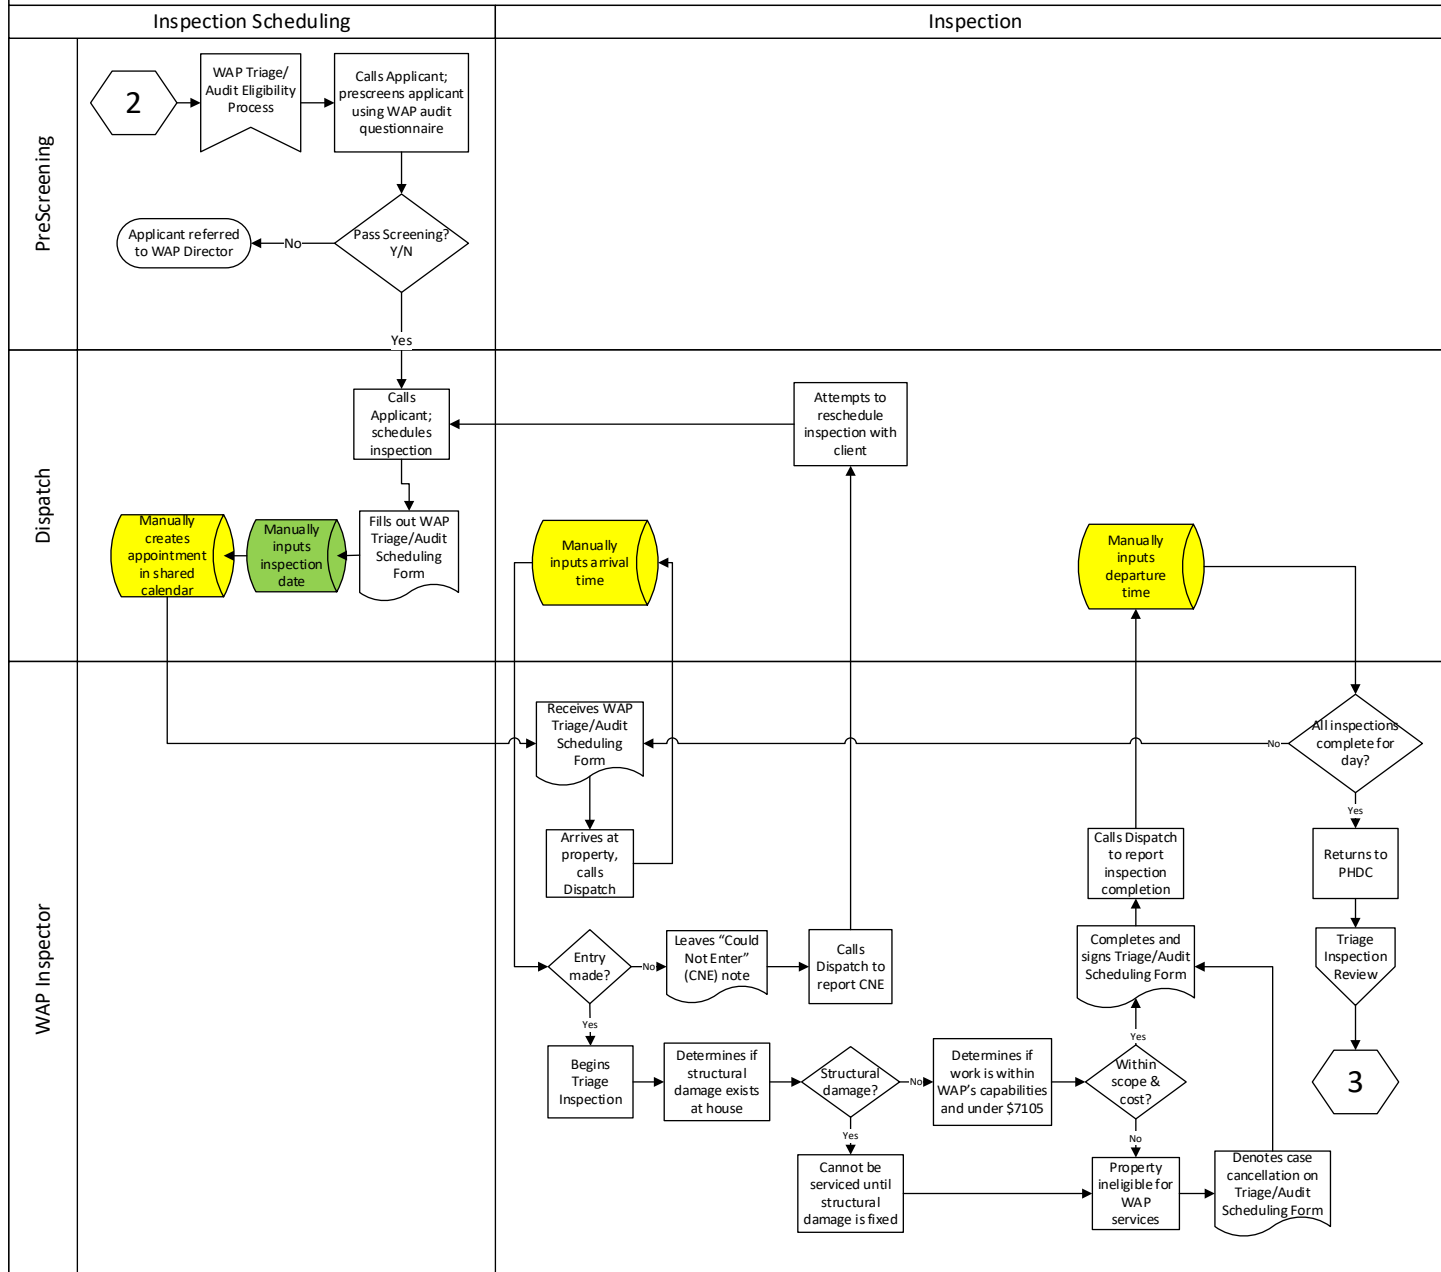 Inspection Scheduling
Inspection
PreScreening
2
WAP Triage/
Audit Eligibility
Process
Calls Applicant;
prescreens applicant
using WAP audit
questionnaire
Pass Screening?
Y/N
No
Applicant referred
to WAP Director
Yes
Dispatch
Calls
Applicant;
schedules
inspection
Attempts to
reschedule
inspection with
client
Manually
creates
appointment
in shared
calendar
Manually
inputs
inspection
date
Fills out WAP
Triage/Audit
Scheduling
Form
Manually
inputs arrival
time
Manually
inputs
departure
time
WAP Inspector
Receives WAP
Triage/Audit
Scheduling
Form
All inspections
complete for
day?
No
Yes
Arrives at
property,
calls
Dispatch
Calls Dispatch
to report
inspection
completion
Returns to
PHDC
Entry
made?
No
Leaves “Could
Not Enter”
(CNE) note
Calls
Dispatch to
report CNE
Completes and
signs Triage/Audit
Scheduling Form
Triage
Inspection
Review
Yes
Yes
Begins
Triage
Inspection
Determines if
structural
damage exists
at house
Structural
damage?
No
Determines if
work is within
WAP’s capabilities
and under $7105
Within
scope &
cost?
3
Yes
No
Cannot be
serviced until
structural
damage is fixed
Property
ineligible for
WAP
services
Denotes case
cancellation on
Triage/Audit
Scheduling Form